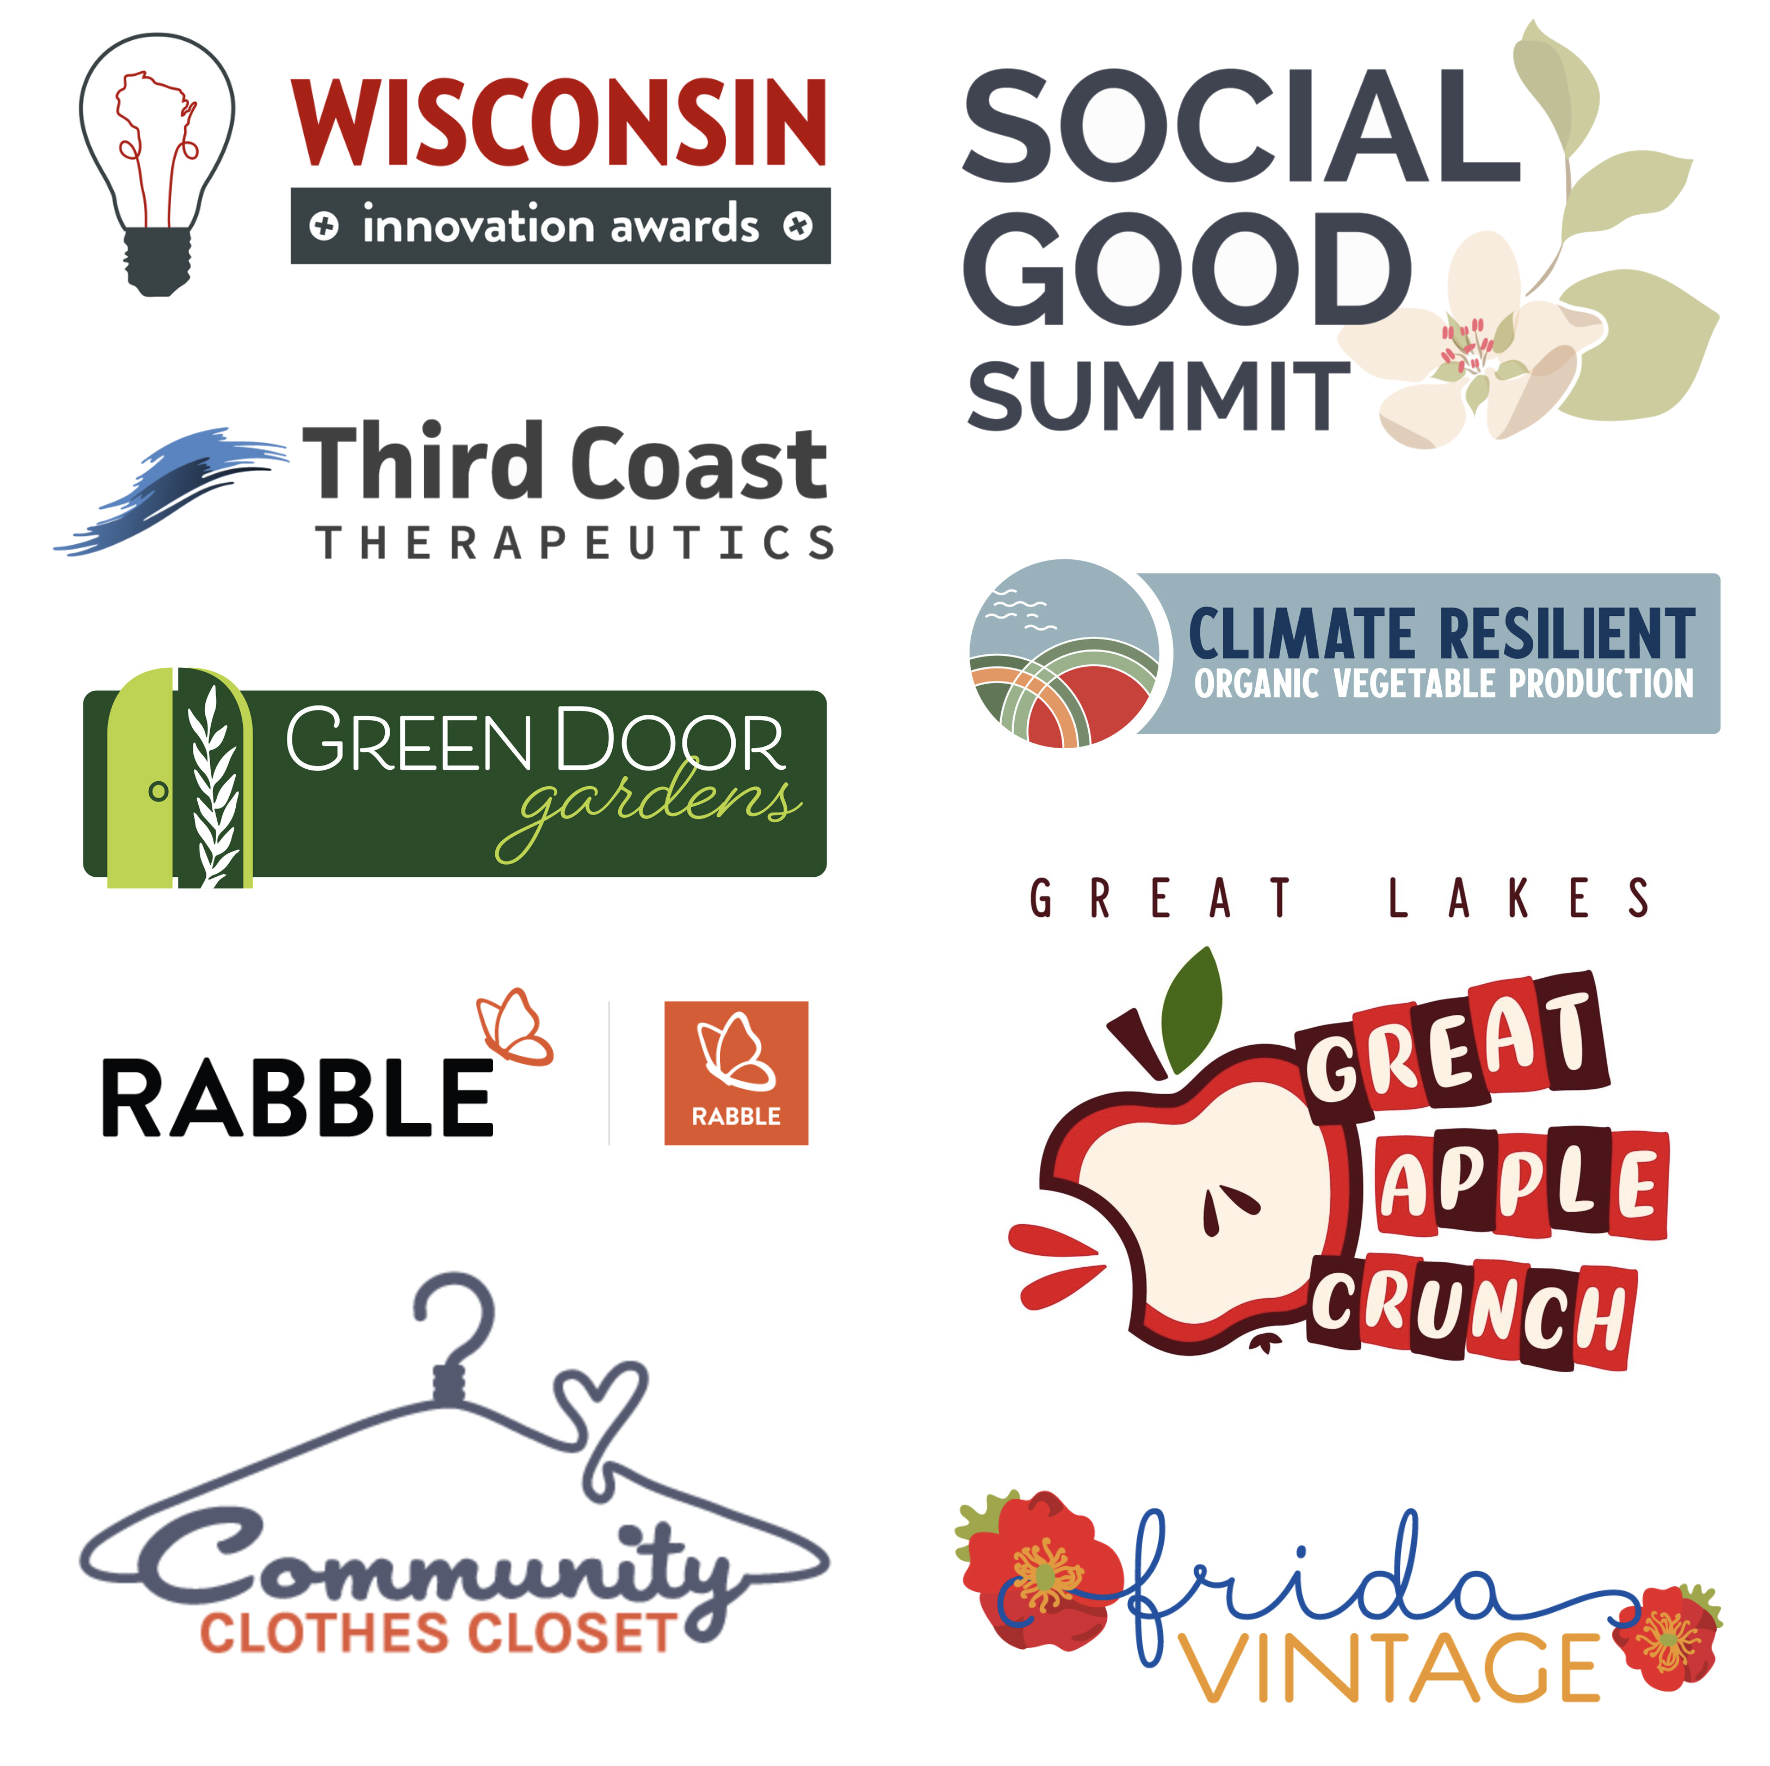 WISCONSIN
innovation awards
Third Coast
THERAPEUTICS
GREEN DOOR
gardens
RABBLE
RABBLE
Community
CLOTHES CLOSET
SOCIAL
GOOD
SUMMIT
CLIMATE RESILIENT
ORGANIC VEGETABLE PRODUCTION
GREAT LAKES
GREAT
APPLE
CRUNCH
frida
VINTAGE